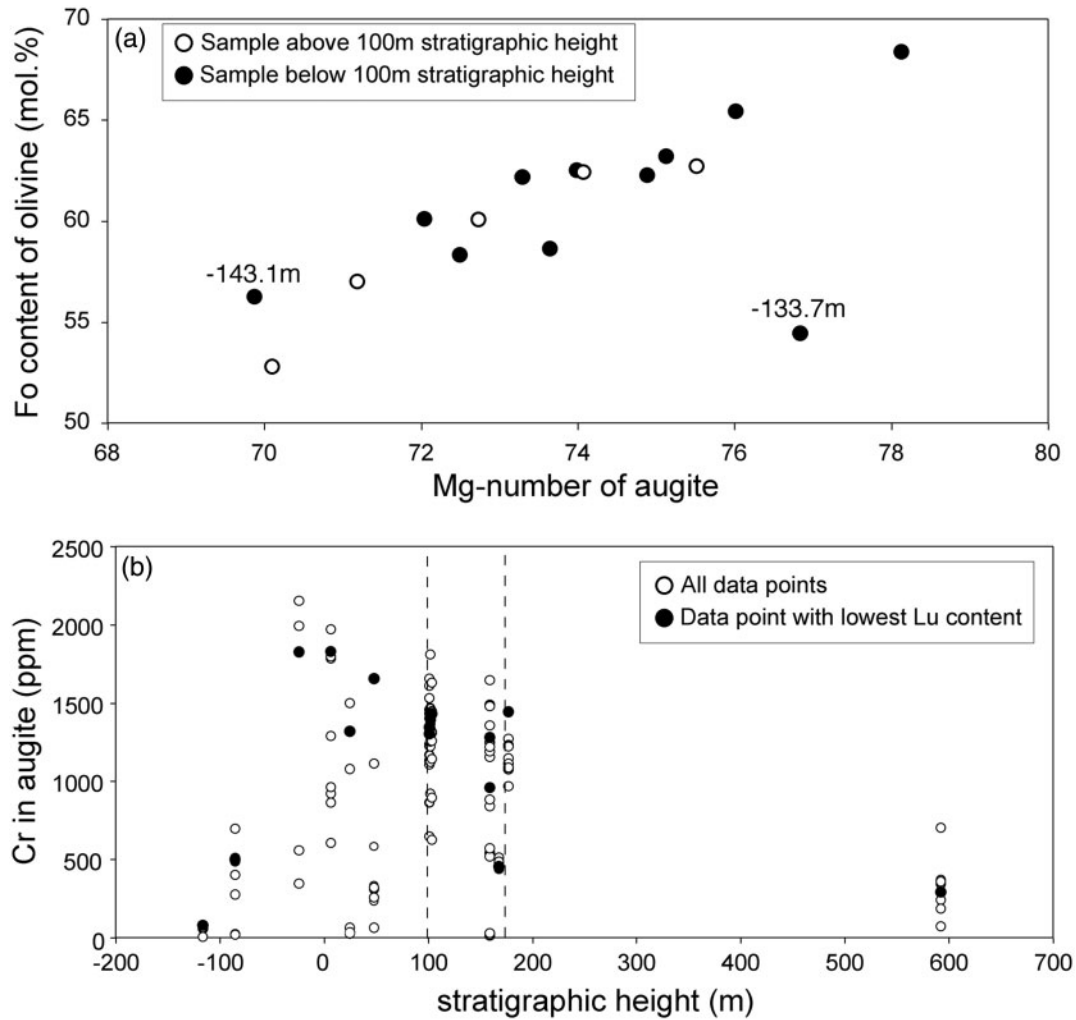 (a)
Sample above 100m stratigraphic height
Sample below 100m stratigraphic height
70
65
60
55
50
Fo content of olivine (mol.%)
-143.1m
-133.7m
68
70
72
74
76
78
80
Mg-number of augite
(b)
All data points
Data point with lowest Lu content
2500
2000
1500
1000
500
0
Cr in augite (ppm)
-200
-100
0
100
200
300
400
500
600
700
stratigraphic height (m)